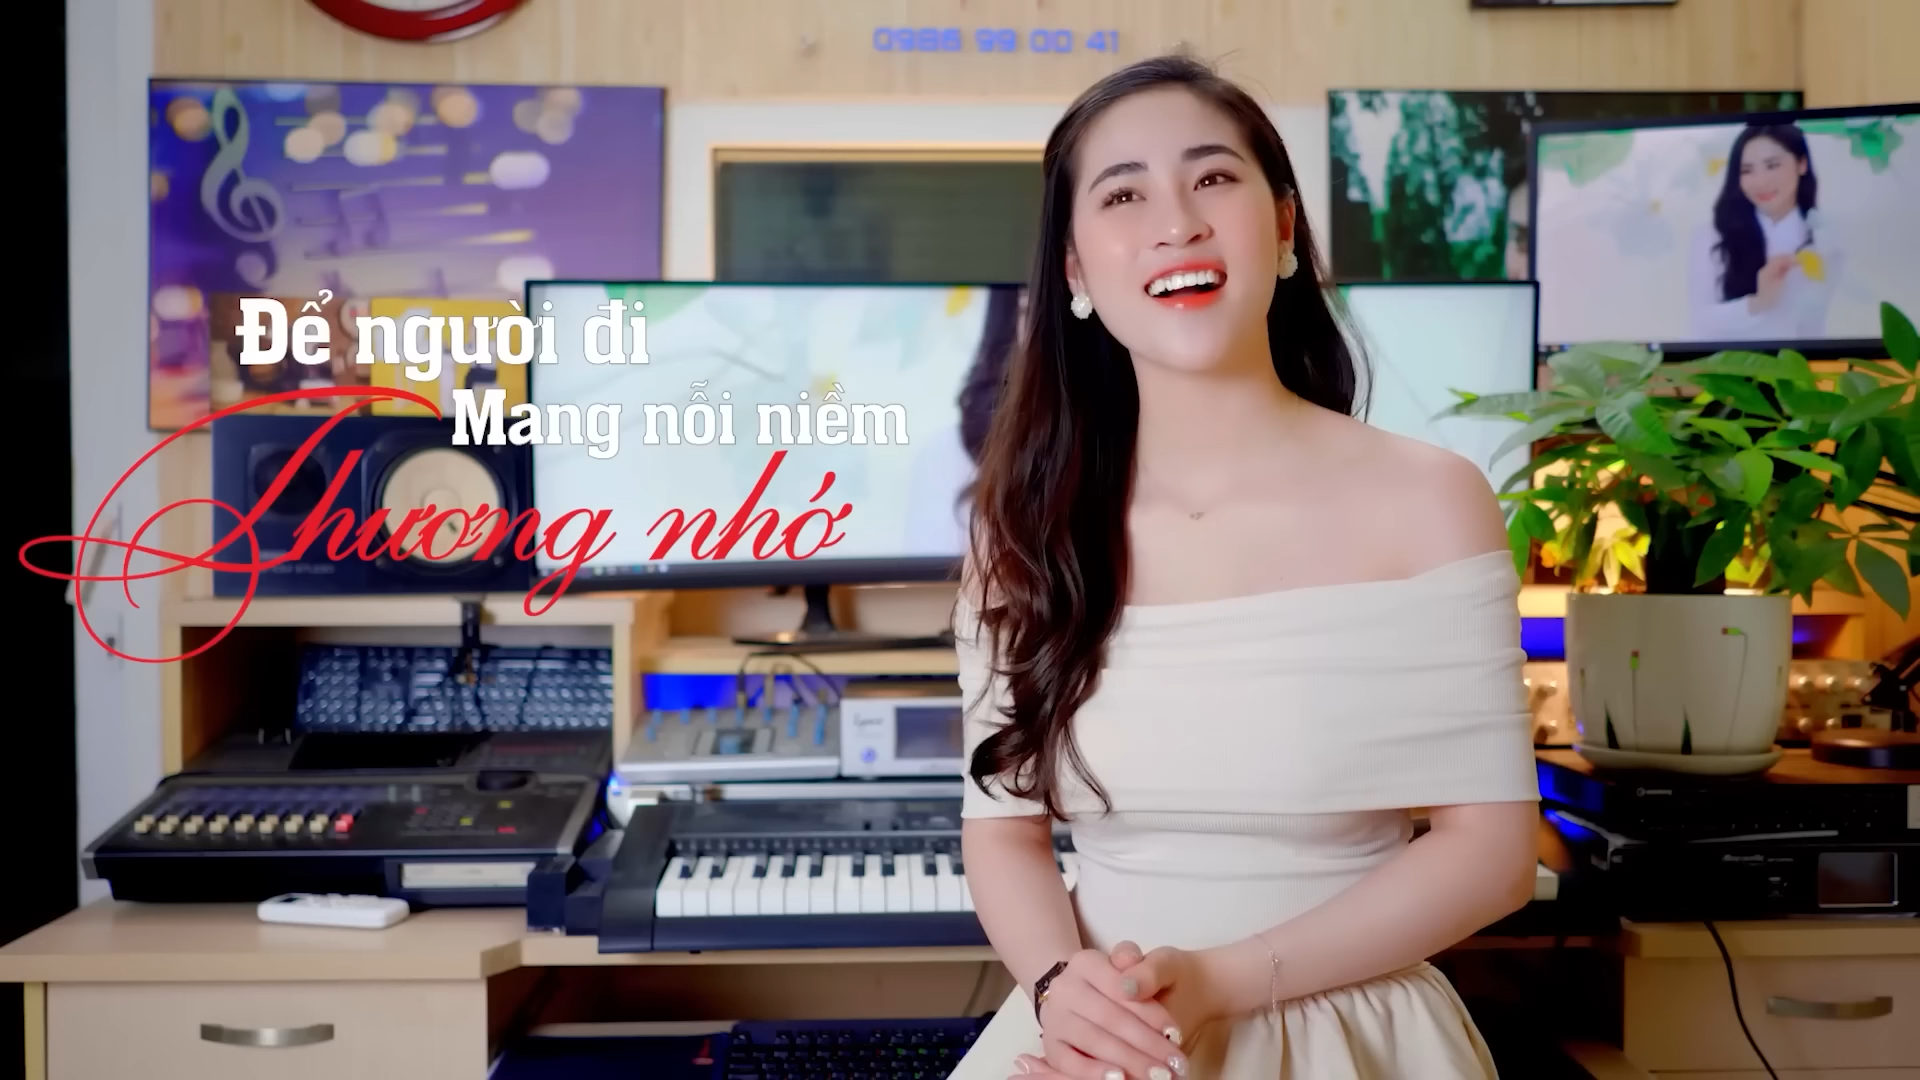 0986 99 00 41
Để người đi
Mang nỗi niềm
Thương nhớ